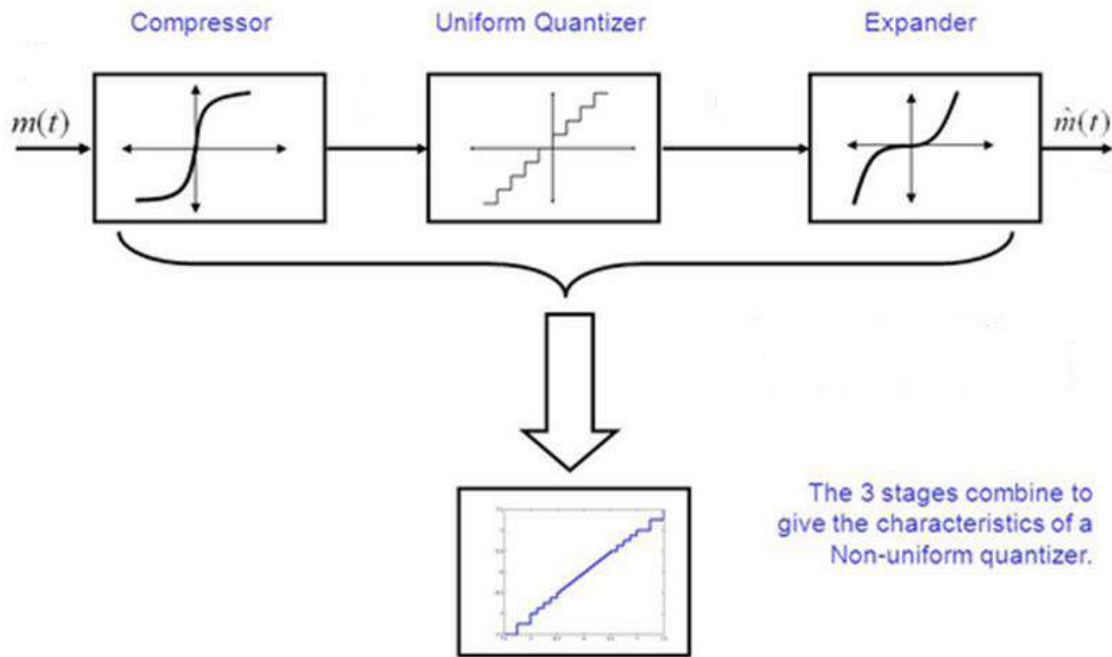 Compressor
Uniform Quantizer
Expander
m(t)
m̂(t)
The 3 stages combine to
give the characteristics of a
Non-uniform quantizer.